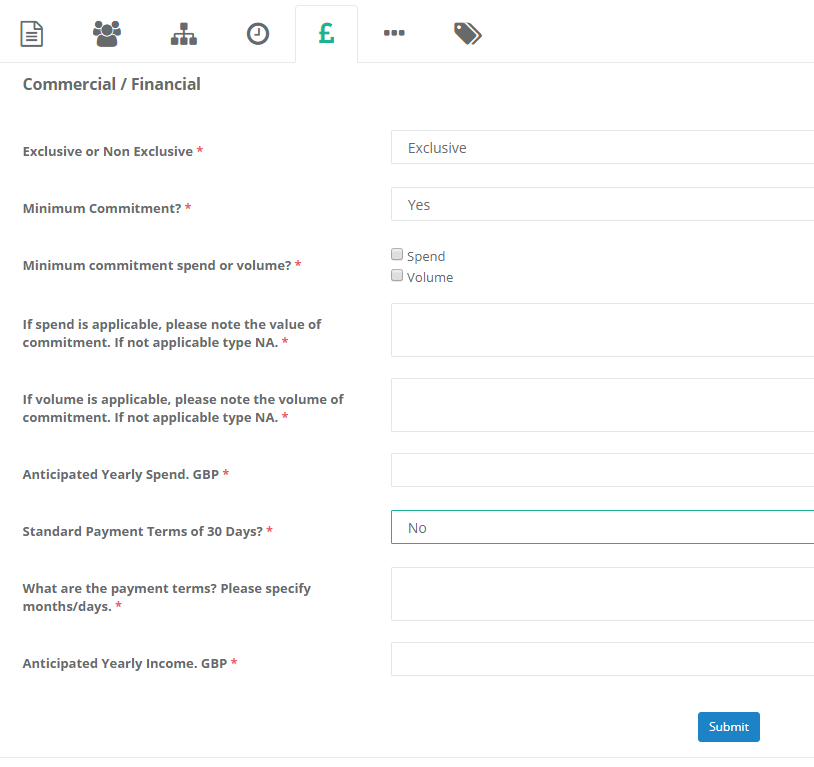 £
Commercial / Financial
Exclusive or Non Exclusive *
Exclusive
Minimum Commitment? *
Yes
Minimum commitment spend or volume? *
Spend
Volume
If spend is applicable, please note the value of
commitment. If not applicable type NA. *
If volume is applicable, please note the volume of
commitment. If not applicable type NA. *
Anticipated Yearly Spend. GBP *
Standard Payment Terms of 30 Days? *
No
What are the payment terms? Please specify
months/days. *
Anticipated Yearly Income. GBP *
Submit